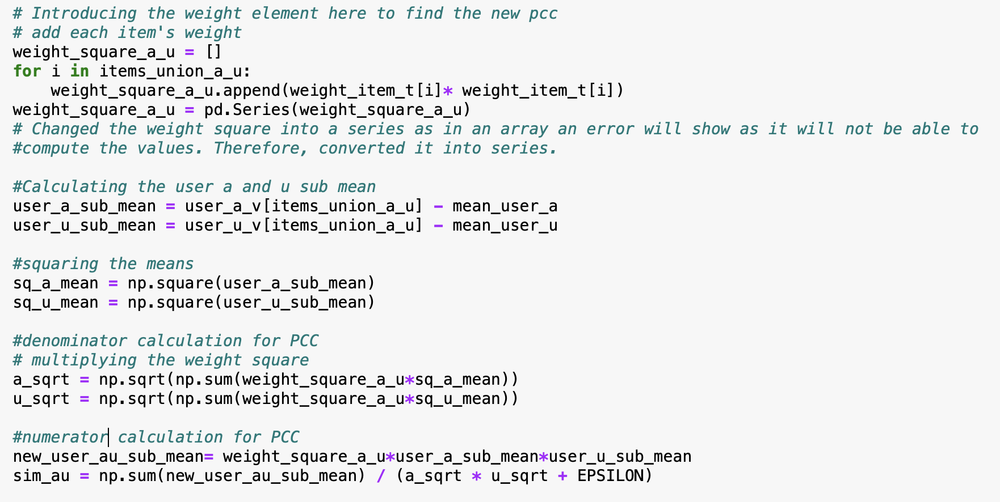 # Introducing the weight element here to find the new pcc
# add each item's weight
weight_square_a_u = []
for i in items_union_a_u:
    weight_square_a_u.append(weight_item_t[i]* weight_item_t[i])
weight_square_a_u = pd.Series(weight_square_a_u)
# Changed the weight square into a series as in an array an error will show as it will not be able to
#compute the values. Therefore, converted it into series.

#Calculating the user a and u sub mean
user_a_sub_mean = user_a_v[items_union_a_u] - mean_user_a
user_u_sub_mean = user_u_v[items_union_a_u] - mean_user_u

#squaring the means
sq_a_mean = np.square(user_a_sub_mean)
sq_u_mean = np.square(user_u_sub_mean)

#denominator calculation for PCC
# multiplying the weight square
a_sqrt = np.sqrt(np.sum(weight_square_a_u*sq_a_mean))
u_sqrt = np.sqrt(np.sum(weight_square_a_u*sq_u_mean))

#numerator calculation for PCC
new_user_au_sub_mean= weight_square_a_u*user_a_sub_mean*user_u_sub_mean
sim_au = np.sum(new_user_au_sub_mean) / (a_sqrt * u_sqrt + EPSILON)